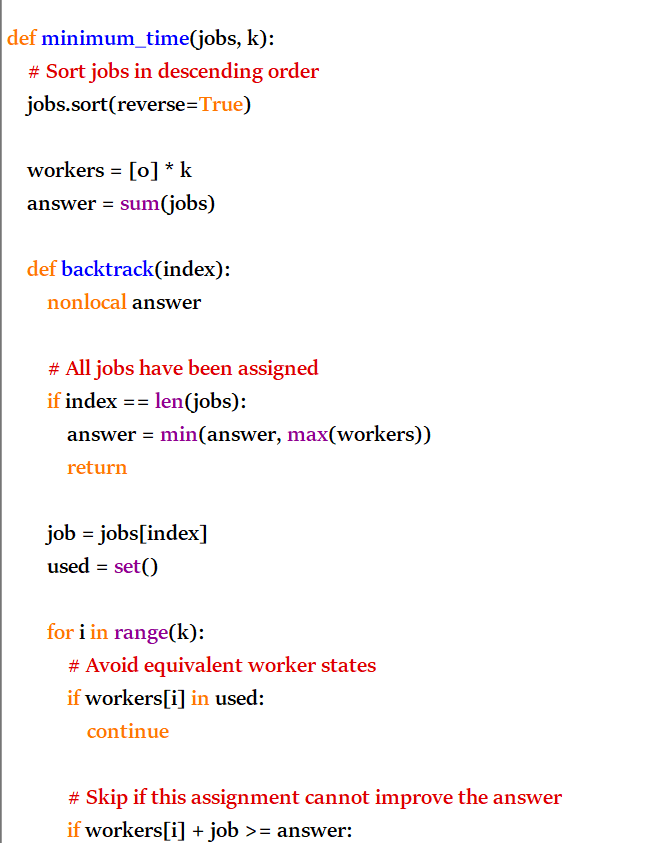 def minimum_time(jobs, k):
    # Sort jobs in descending order
    jobs.sort(reverse=True)

    workers = [0] * k
    answer = sum(jobs)

    def backtrack(index):
        nonlocal answer

        # All jobs have been assigned
        if index == len(jobs):
            answer = min(answer, max(workers))
            return

        job = jobs[index]
        used = set()

        for i in range(k):
            # Avoid equivalent worker states
            if workers[i] in used:
                continue

            # Skip if this assignment cannot improve the answer
            if workers[i] + job >= answer: